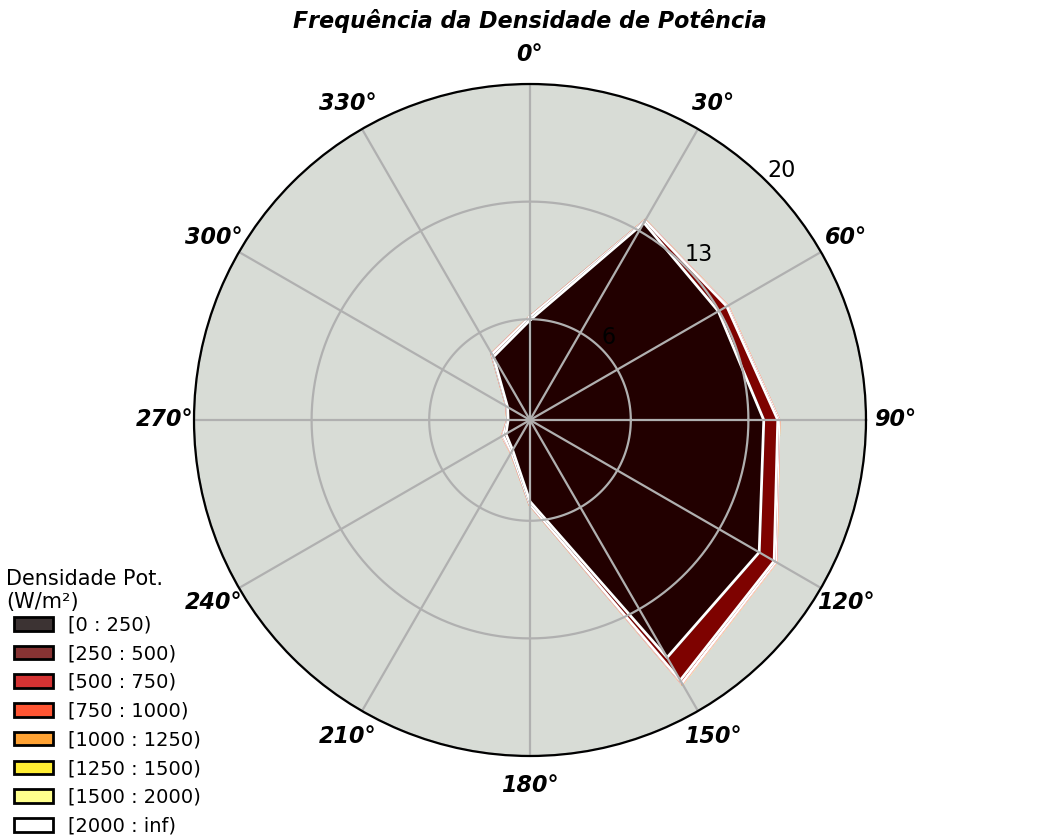 Frequência da Densidade de Potência
0°
330°
30°
20
300°
60°
13
6
270°
90°
240°
120°
210°
150°
180°
Densidade Pot.
(W/m²)
[0 : 250)
[250 : 500)
[500 : 750)
[750 : 1000)
[1000 : 1250)
[1250 : 1500)
[1500 : 2000)
[2000 : inf)